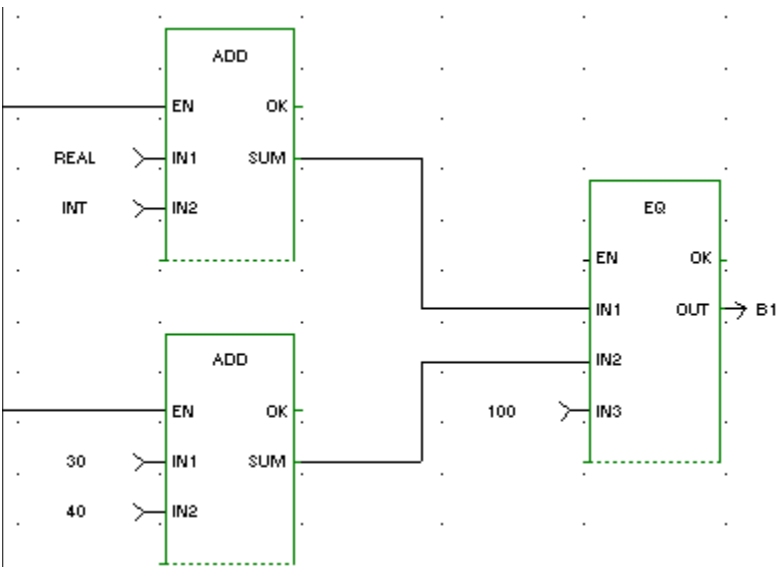 ADD
EN OK
REAL IN1 SUM
INT IN2
EQ
EN OK
IN1 OUT B1
IN2
100 IN3
ADD
EN OK
30 IN1 SUM
40 IN2